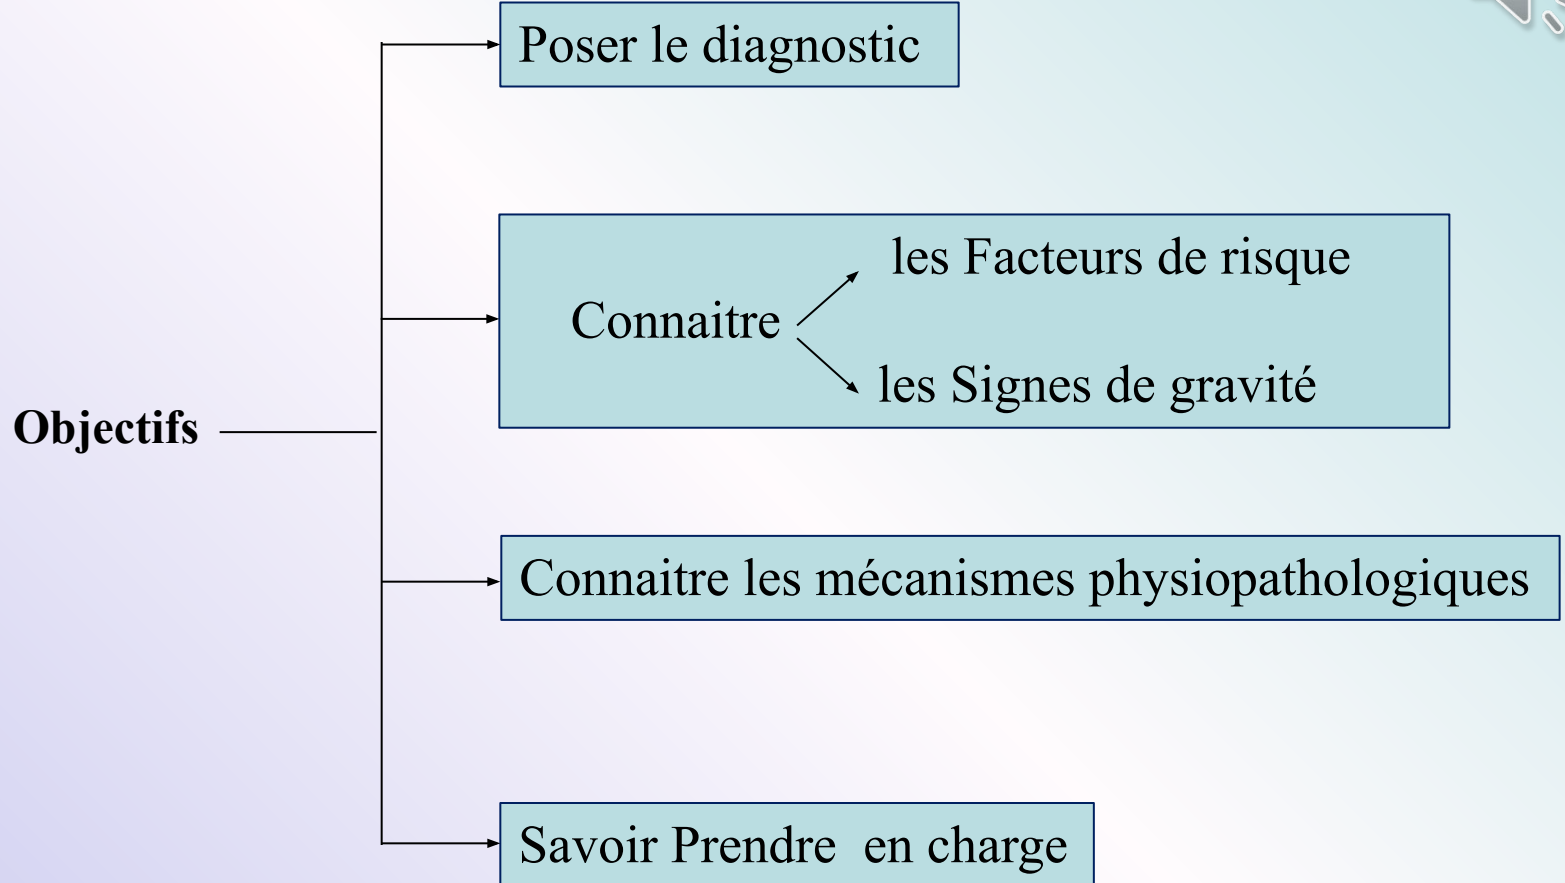 Poser le diagnostic
les Facteurs de risque
Connaitre
les Signes de gravité
Objectifs
Connaitre les mécanismes physiopathologiques
Savoir Prendre  en charge